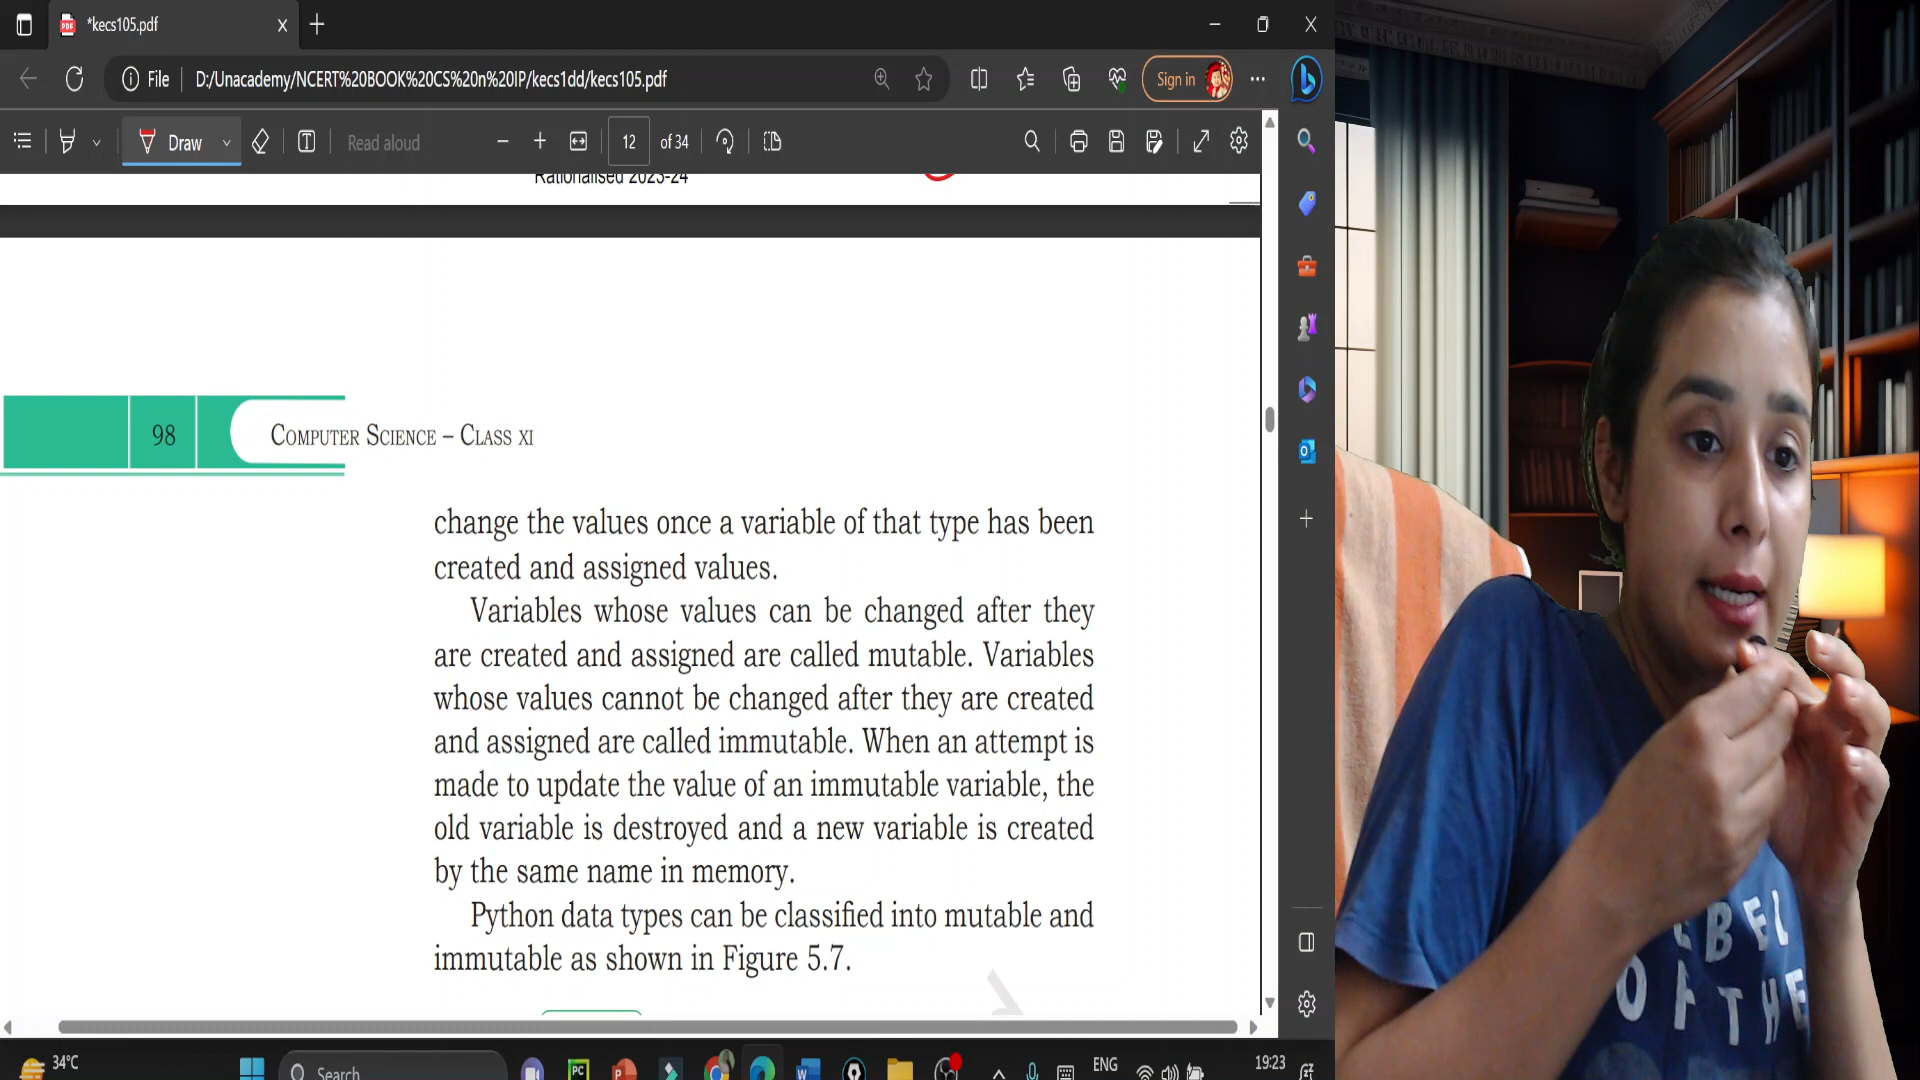 *kecs105.pdf
File
D:/Unacademy/NCERT%20BOOK%20CS%20n%20IP/kecs1dd/kecs105.pdf
Sign in
Draw
Read aloud
12 of 34
Rationalised 2023-24
98
COMPUTER SCIENCE – CLASS XI
change the values once a variable of that type has been
created and assigned values.
Variables whose values can be changed after they
are created and assigned are called mutable. Variables
whose values cannot be changed after they are created
and assigned are called immutable. When an attempt is
made to update the value of an immutable variable, the
old variable is destroyed and a new variable is created
by the same name in memory.
Python data types can be classified into mutable and
immutable as shown in Figure 5.7.
34°C
Search
ENG
19:23
OF THE